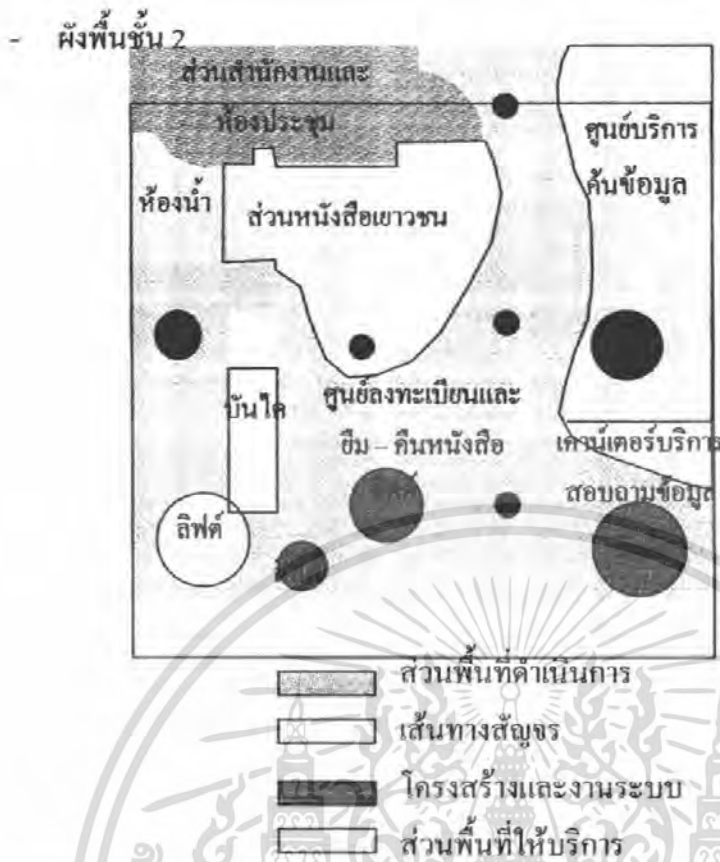 - ผังพื้นชั้น 2
ส่วนสำนักงานและ
ห้องประชุม
ศูนย์บริการ
ค้นข้อมูล
ห้องน้ำ
ส่วนหนังสือเยาวชน
บันได
ศูนย์ลงทะเบียนและ
ยืม – คืนหนังสือ
เคาน์เตอร์บริการ
สอบถามข้อมูล
ลิฟต์
ส่วนพื้นที่ดำเนินการ
เส้นทางสัญจร
โครงสร้างและงานระบบ
ส่วนพื้นที่ให้บริการ